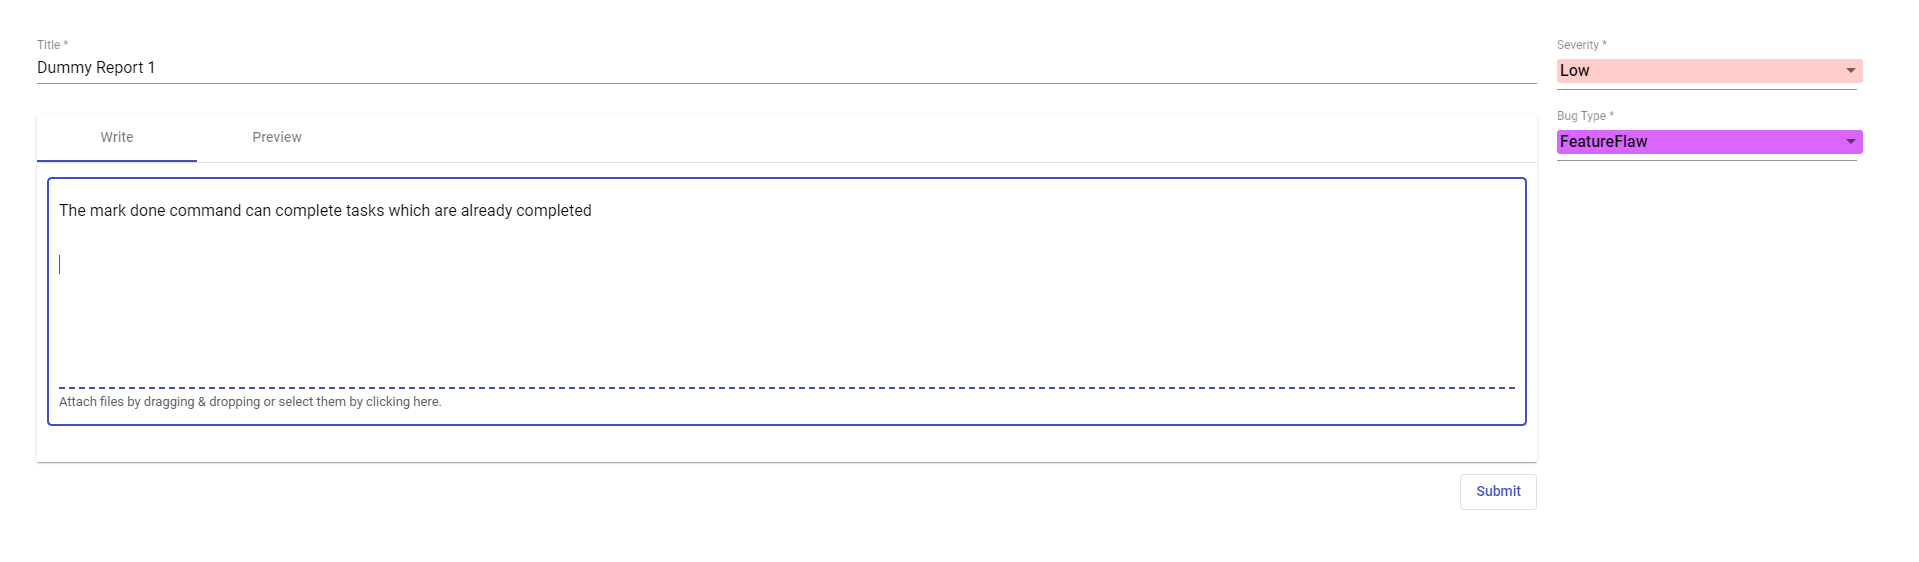 Title *
Dummy Report 1
Severity *
Low
Bug Type *
FeatureFlaw
Write
Preview
The mark done command can complete tasks which are already completed
Attach files by dragging & dropping or select them by clicking here.
Submit